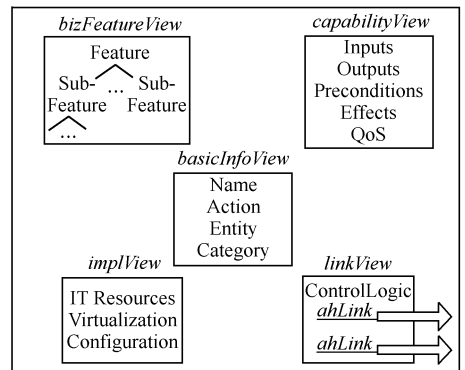 bizFeatureView
Feature
Sub- ... Sub-
Feature Feature
...
capabilityView
Inputs
Outputs
Preconditions
Effects
QoS
basicInfoView
Name
Action
Entity
Category
implView
IT Resources
Virtualization
Configuration
linkView
ControlLogic
ahLink
ahLink